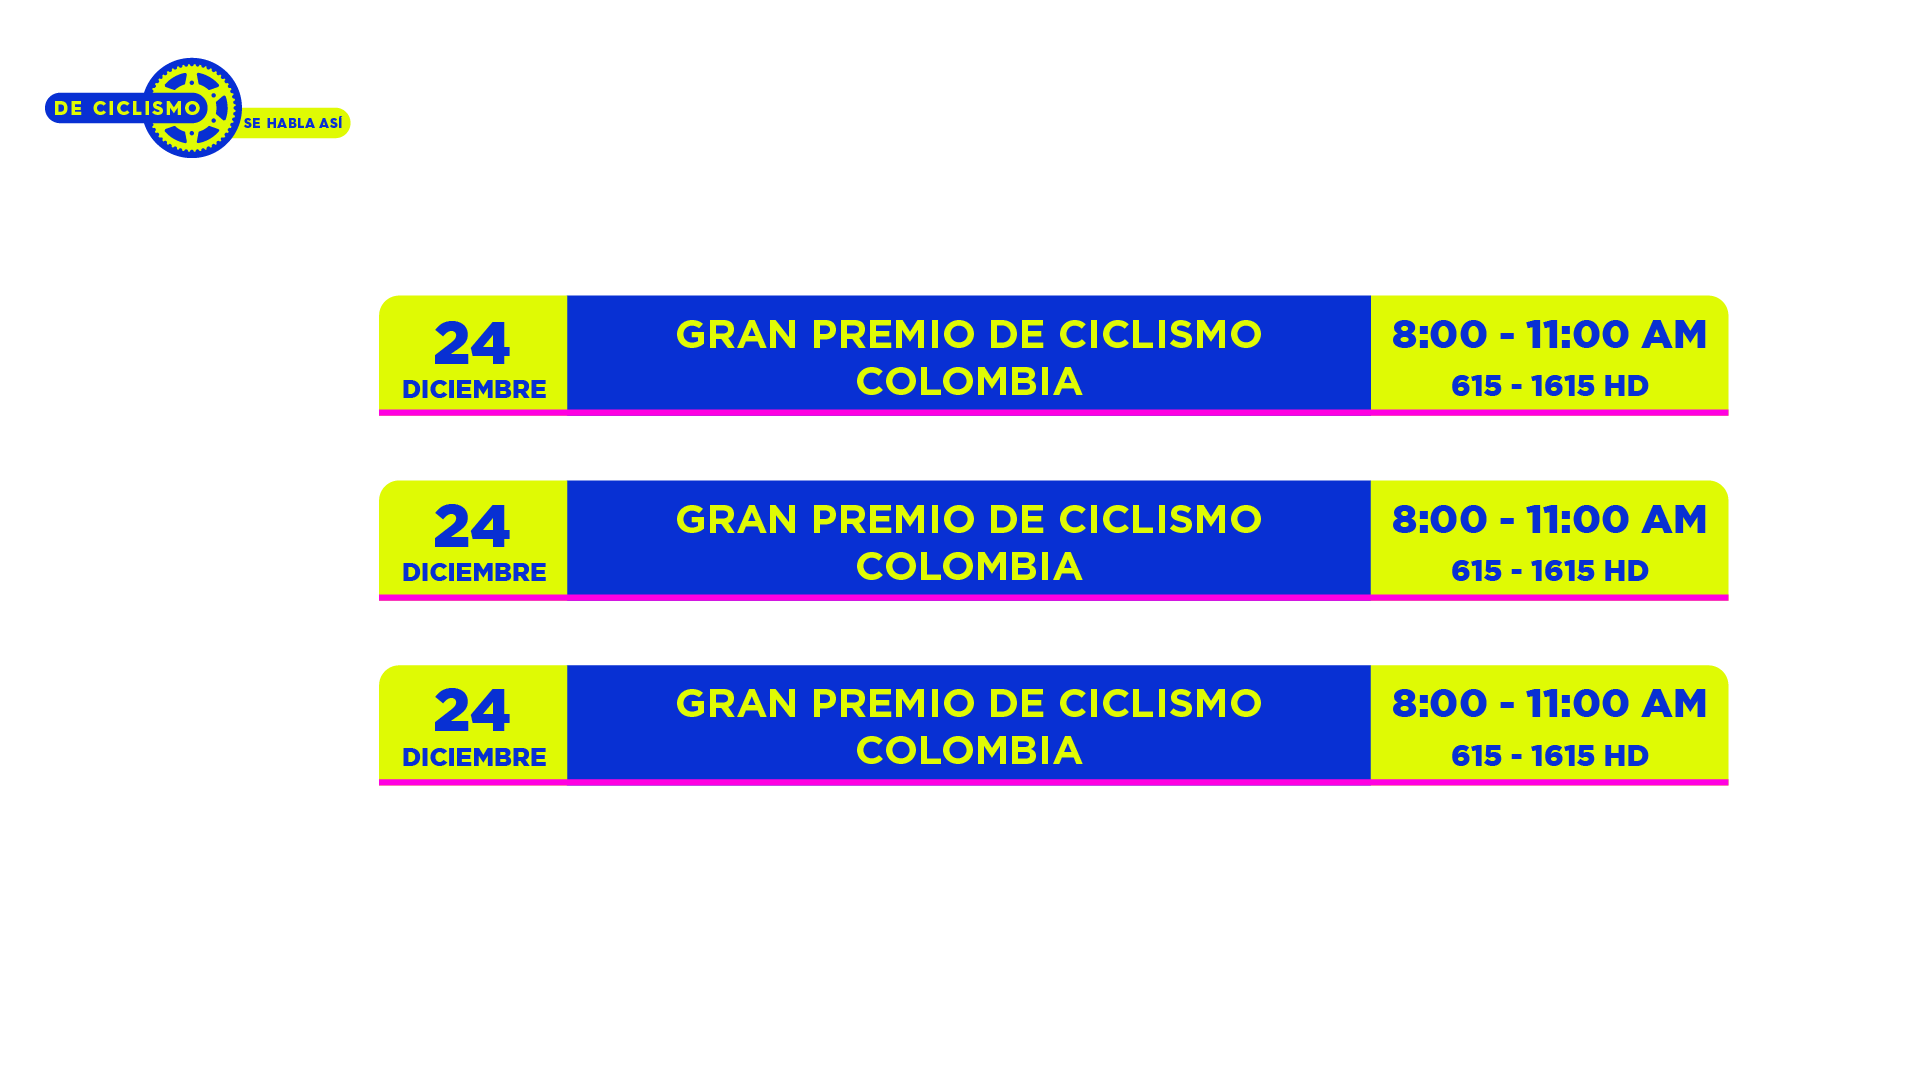 DE CICLISMO
SE HABLA ASÍ
24
DICIEMBRE
GRAN PREMIO DE CICLISMO
COLOMBIA
8:00 - 11:00 AM
615 - 1615 HD
24
DICIEMBRE
GRAN PREMIO DE CICLISMO
COLOMBIA
8:00 - 11:00 AM
615 - 1615 HD
24
DICIEMBRE
GRAN PREMIO DE CICLISMO
COLOMBIA
8:00 - 11:00 AM
615 - 1615 HD